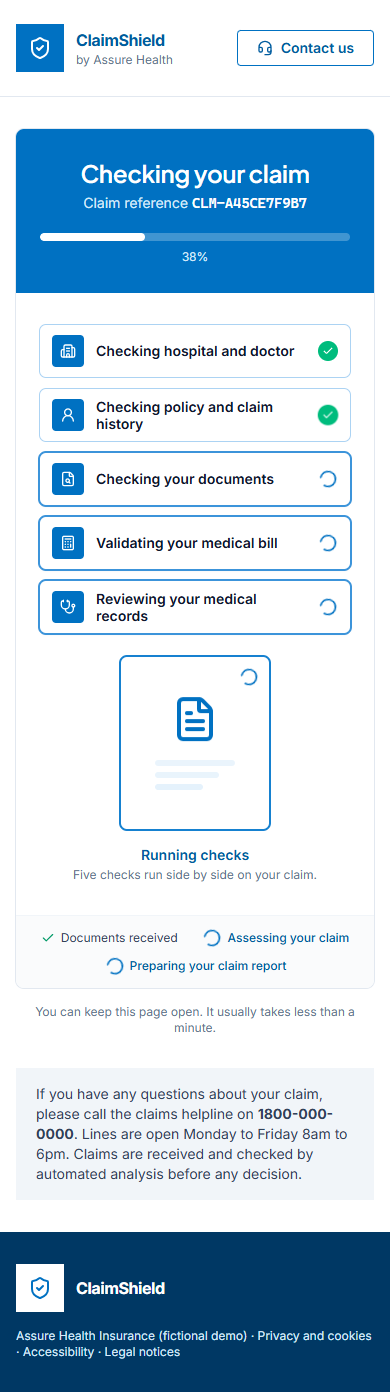 ClaimShield
by Assure Health
Contact us
Checking your claim
Claim reference CLM-A45CE7F9B7
38%
Checking hospital and doctor
Checking policy and claim
history
Checking your documents
Validating your medical bill
Reviewing your medical
records
Running checks
Five checks run side by side on your claim.
Documents received
Assessing your claim
Preparing your claim report
You can keep this page open. It usually takes less than a
minute.
If you have any questions about your claim,
please call the claims helpline on 1800-000-
0000. Lines are open Monday to Friday 8am to
6pm. Claims are received and checked by
automated analysis before any decision.
ClaimShield
Assure Health Insurance (fictional demo) · Privacy and cookies
· Accessibility · Legal notices